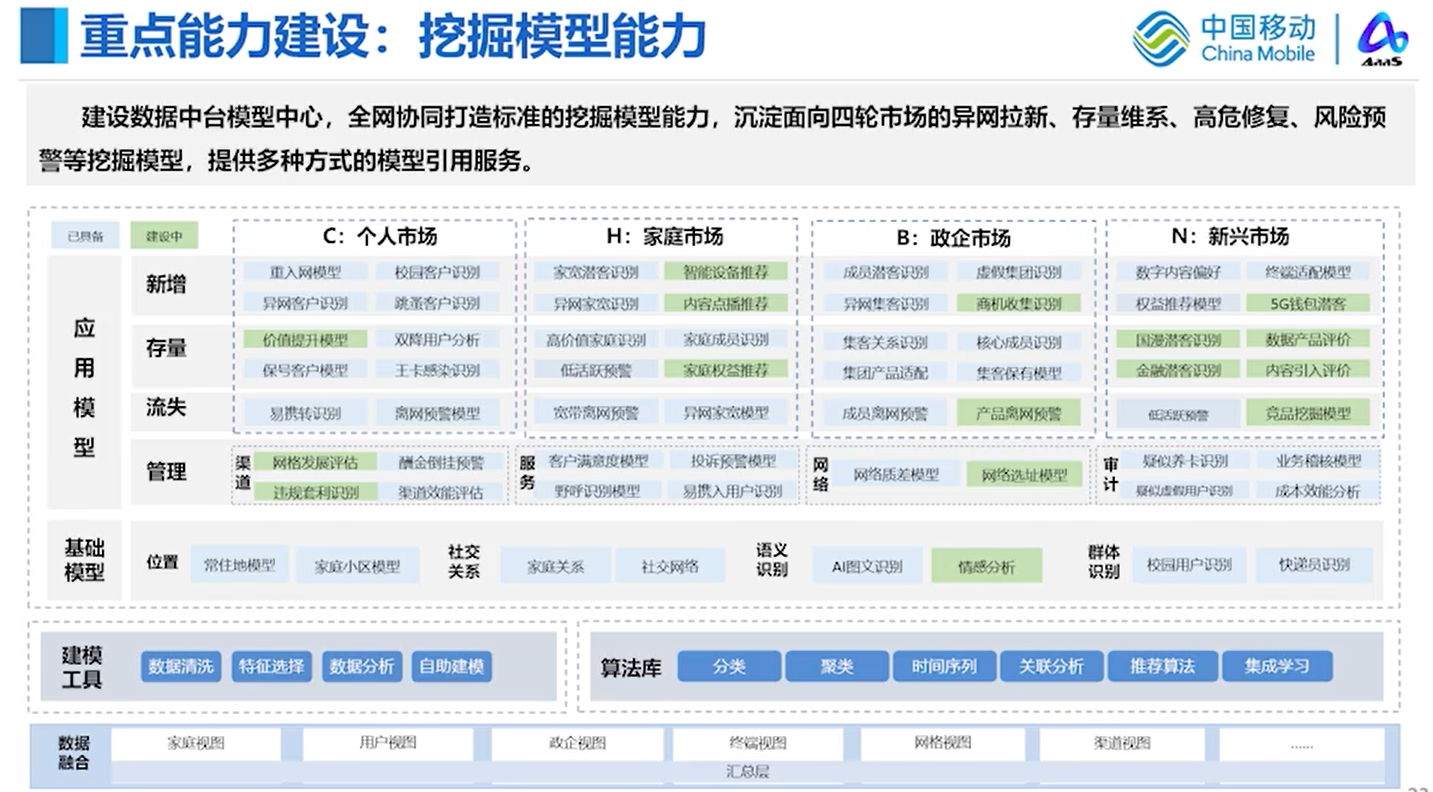 重点能力建设：挖掘模型能力
中国移动
China Mobile
AaaS
建设数据中台模型中心，全网协同打造标准的挖掘模型能力，沉淀面向四轮市场的异网拉新、存量维系、高危修复、风险预
警等挖掘模型，提供多种方式的模型引用服务。
已具备 建设中
C：个人市场 H：家庭市场 B：政企市场 N：新兴市场
应用模型
新增
重入网模型 校园客户识别 家宽潜客识别 智能设备推荐 成员潜客识别 虚假集团识别 数字内容偏好 终端适配模型
异网客户识别 跳蚤客户识别 异网家宽识别 内容点播推荐 异网集客识别 商机收集识别 权益推荐模型 5G钱包潜客
存量
价值提升模型 双降用户分析 高价值家庭识别 家庭成员识别 集客关系识别 核心成员识别 国漫潜客识别 数据产品评价
保号客户模型 王卡感染识别 低活跃预警 家庭权益推荐 集团产品适配 集客保有模型 金融潜客识别 内容引入评价
流失
易携转识别 离网预警模型 宽带离网预警 异网家宽模型 成员离网预警 产品离网预警 低活跃预警 竞品挖掘模型
管理
渠道
网格发展评估 酬金倒挂预警
违规套利识别 渠道效能评估
服务
客户满意度模型 投诉预警模型
野呼识别模型 易携入用户识别
网络
网络质差模型 网络选址模型
审计
疑似养卡识别 业务稽核模型
疑似虚假用户识别 成本效能分析
基础
模型
位置 常住地模型 家庭小区模型
社交
关系
家庭关系 社交网络
语义
识别
AI图文识别 情感分析
群体
识别
校园用户识别 快递员识别
建模
工具
数据清洗 特征选择 数据分析 自助建模
算法库 分类 聚类 时间序列 关联分析 推荐算法 集成学习
数据
融合
家庭视图 用户视图 政企视图 终端视图 网格视图 渠道视图 ......
汇总层